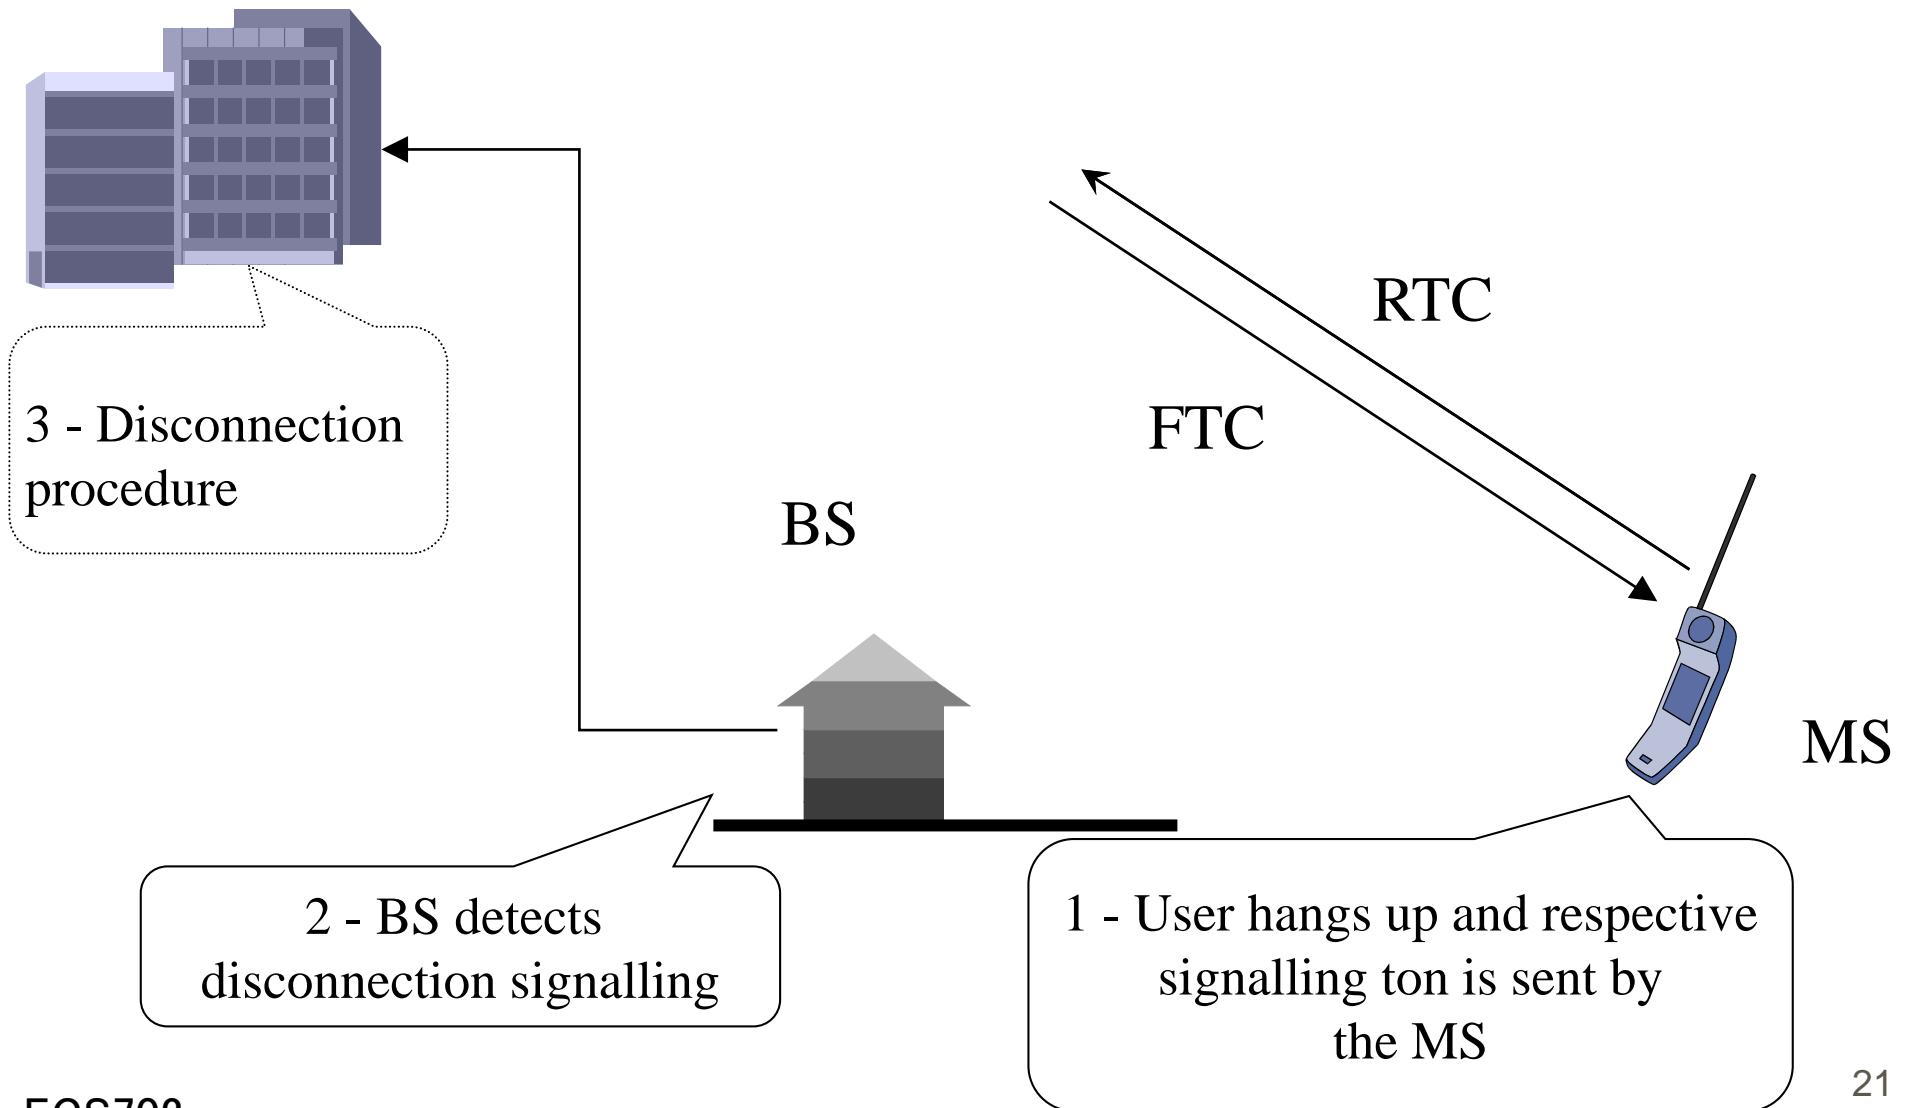 RTC
FTC
3 - Disconnection
procedure
BS
MS
2 - BS detects
disconnection signalling
1 - User hangs up and respective
signalling ton is sent by
the MS
21